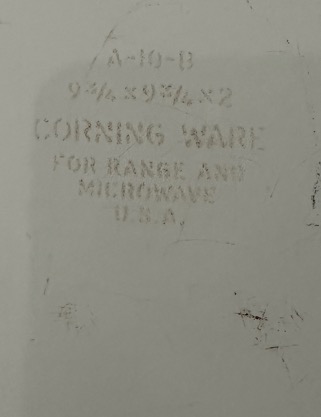 A-10-B
9¾ x 9¾ x 2
CORNING WARE
FOR RANGE AND
MICROWAVE
U.S.A.